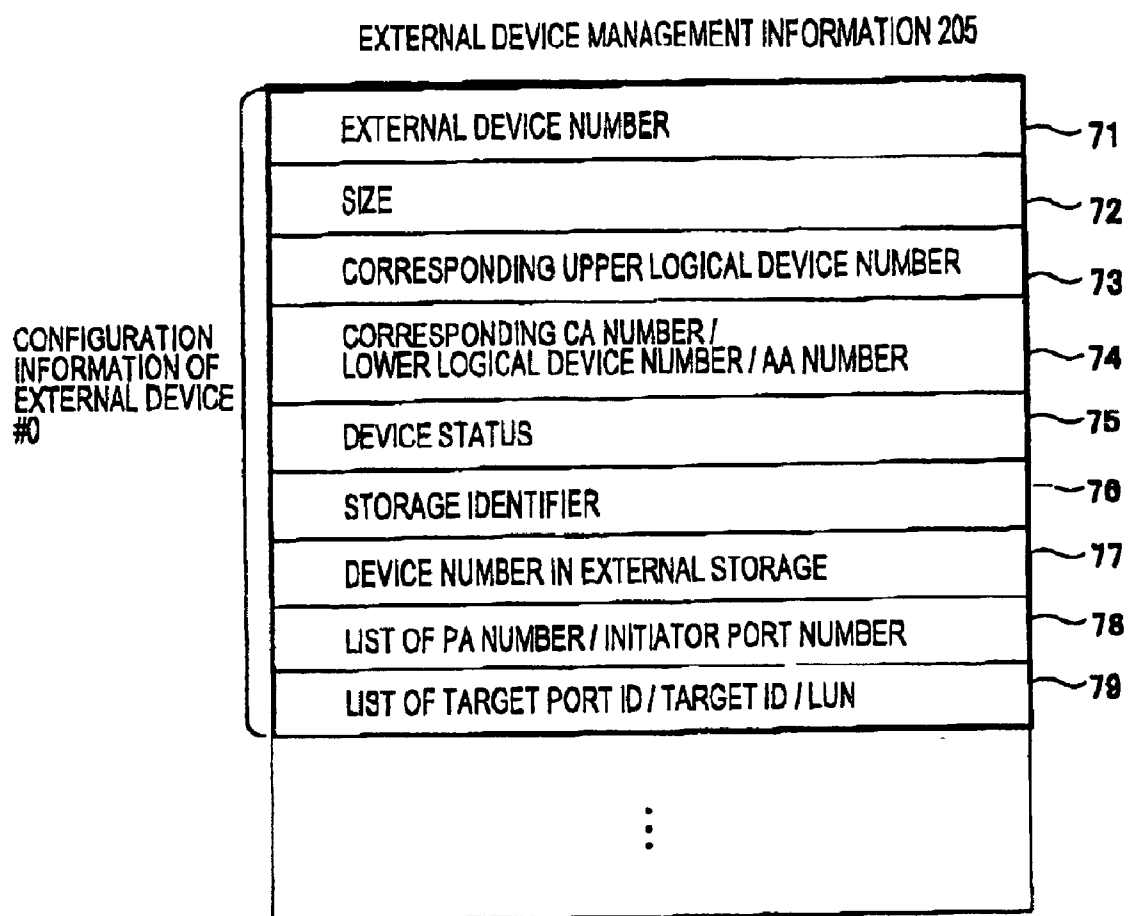 EXTERNAL DEVICE MANAGEMENT INFORMATION 205
EXTERNAL DEVICE NUMBER
71
SIZE
72
CORRESPONDING UPPER LOGICAL DEVICE NUMBER
73
CORRESPONDING CA NUMBER /
LOWER LOGICAL DEVICE NUMBER / AA NUMBER
74
CONFIGURATION
INFORMATION OF
EXTERNAL DEVICE
#0
DEVICE STATUS
75
STORAGE IDENTIFIER
76
DEVICE NUMBER IN EXTERNAL STORAGE
77
LIST OF PA NUMBER / INITIATOR PORT NUMBER
78
LIST OF TARGET PORT ID / TARGET ID / LUN
79